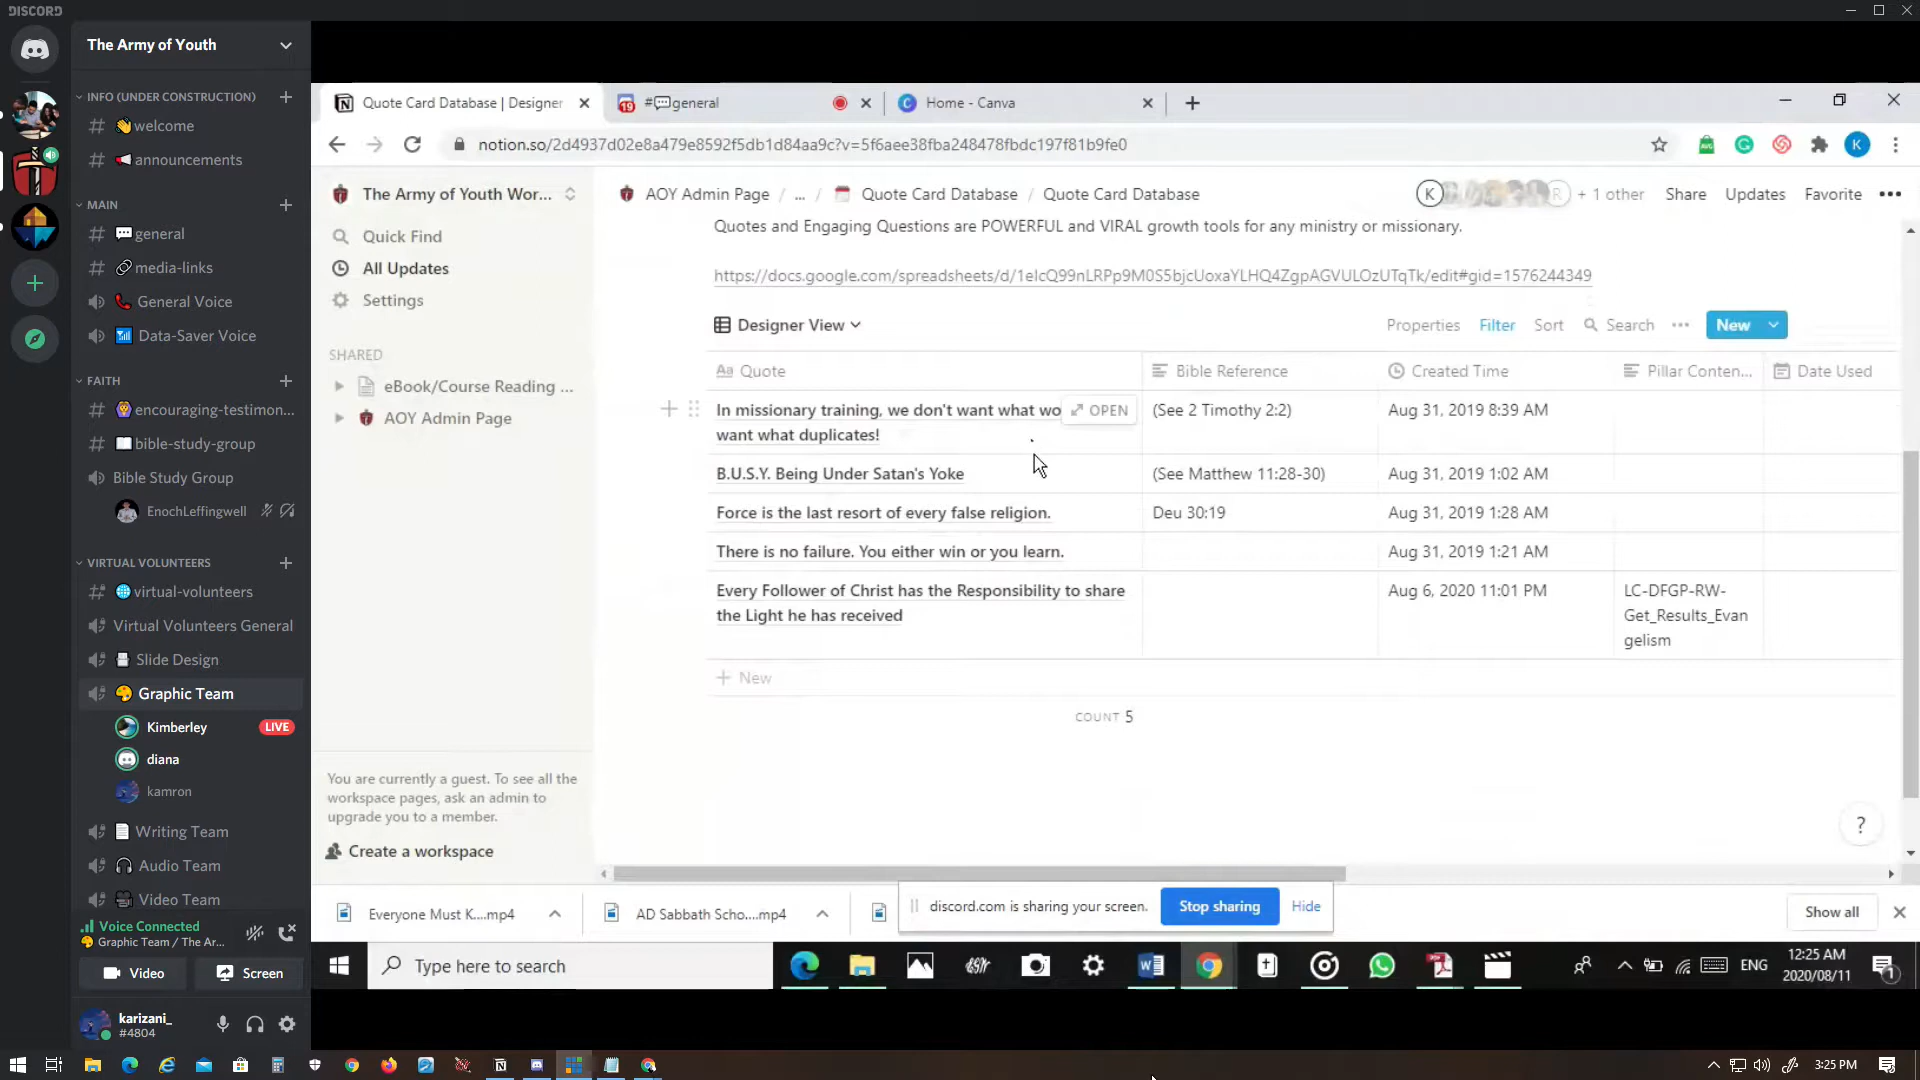 DISCORD
The Army of Youth
INFO (UNDER CONSTRUCTION)
welcome
announcements
MAIN
general
media-links
General Voice
Data-Saver Voice
FAITH
encouraging-testimon...
bible-study-group
Bible Study Group
EnochLeffingwell
VIRTUAL VOLUNTEERS
virtual-volunteers
Virtual Volunteers General
Slide Design
Graphic Team
Kimberley LIVE
diana
kamron
Writing Team
Audio Team
Video Team
Voice Connected
Graphic Team / The Ar...
Video Screen
karizani_
#4804
Quote Card Database | Designer
19 #general
Home - Canva
notion.so/2d4937d02e8a479e8592f5db1d84aa9c?v=5f6aee38fba248478fbdc197f81b9fe0
K
The Army of Youth Wor...
Quick Find
All Updates
Settings
SHARED
eBook/Course Reading ...
AOY Admin Page
You are currently a guest. To see all the
workspace pages, ask an admin to
upgrade you to a member.
Create a workspace
AOY Admin Page / ... / Quote Card Database / Quote Card Database
K R + 1 other Share Updates Favorite
Quotes and Engaging Questions are POWERFUL and VIRAL growth tools for any ministry or missionary.
https://docs.google.com/spreadsheets/d/1eIcQ99nLRPp9M0S5bjcUoxaYLHQ4ZgpAGVULOzUTqTk/edit#gid=1576244349
Designer View
Properties Filter Sort Search New
Aa Quote Bible Reference Created Time Pillar Conten... Date Used
In missionary training, we don't want what wo OPEN (See 2 Timothy 2:2) Aug 31, 2019 8:39 AM
want what duplicates!
B.U.S.Y. Being Under Satan's Yoke (See Matthew 11:28-30) Aug 31, 2019 1:02 AM
Force is the last resort of every false religion. Deu 30:19 Aug 31, 2019 1:28 AM
There is no failure. You either win or you learn. Aug 31, 2019 1:21 AM
Every Follower of Christ has the Responsibility to share Aug 6, 2020 11:01 PM LC-DFGP-RW-
the Light he has received Get_Results_Evan
gelism
+ New
COUNT 5
?
Everyone Must K....mp4
AD Sabbath Scho....mp4
discord.com is sharing your screen. Stop sharing Hide
Show all
Type here to search
ENG
12:25 AM
2020/08/11
1
3:25 PM